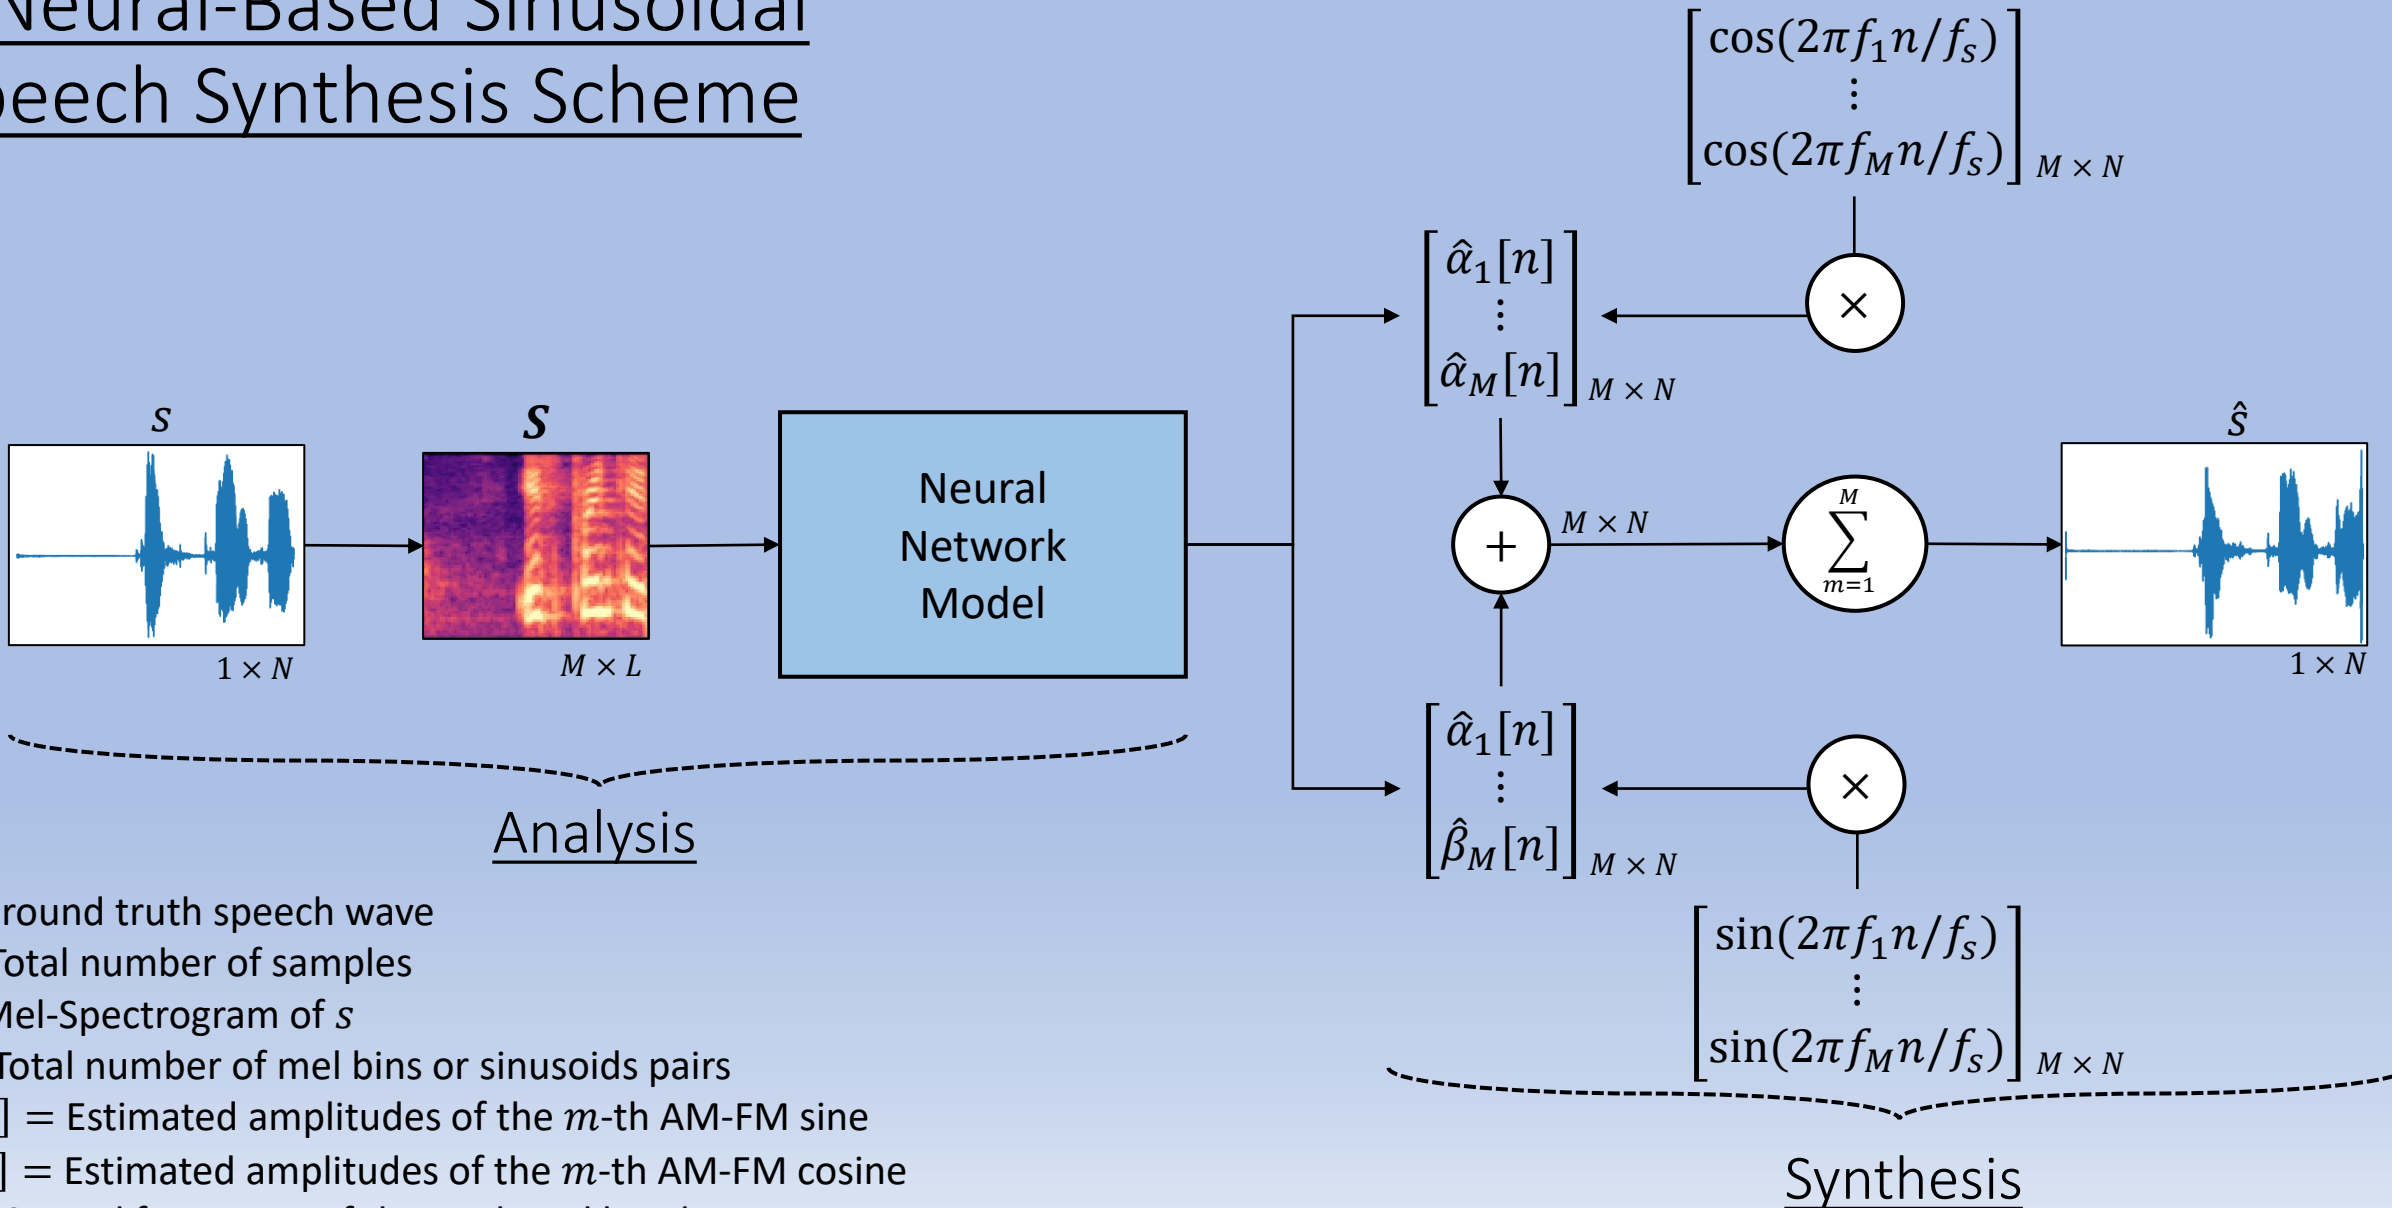 Neural-Based Sinusoidal
peech Synthesis Scheme
[cos(2πf₁n/fₛ)
⋮
cos(2πf_M n/fₛ)] M × N
[α̂₁[n]
⋮
α̂_M[n]] M × N
×
s
1 × N
S
M × L
Neural
Network
Model
+
M × N
M
∑
m=1
ŝ
1 × N
[α̂₁[n]
⋮
β̂_M[n]] M × N
×
[sin(2πf₁n/fₛ)
⋮
sin(2πf_M n/fₛ)] M × N
Analysis
Synthesis
round truth speech wave
Total number of samples
Mel-Spectrogram of s
Total number of mel bins or sinusoids pairs
] = Estimated amplitudes of the m-th AM-FM sine
] = Estimated amplitudes of the m-th AM-FM cosine